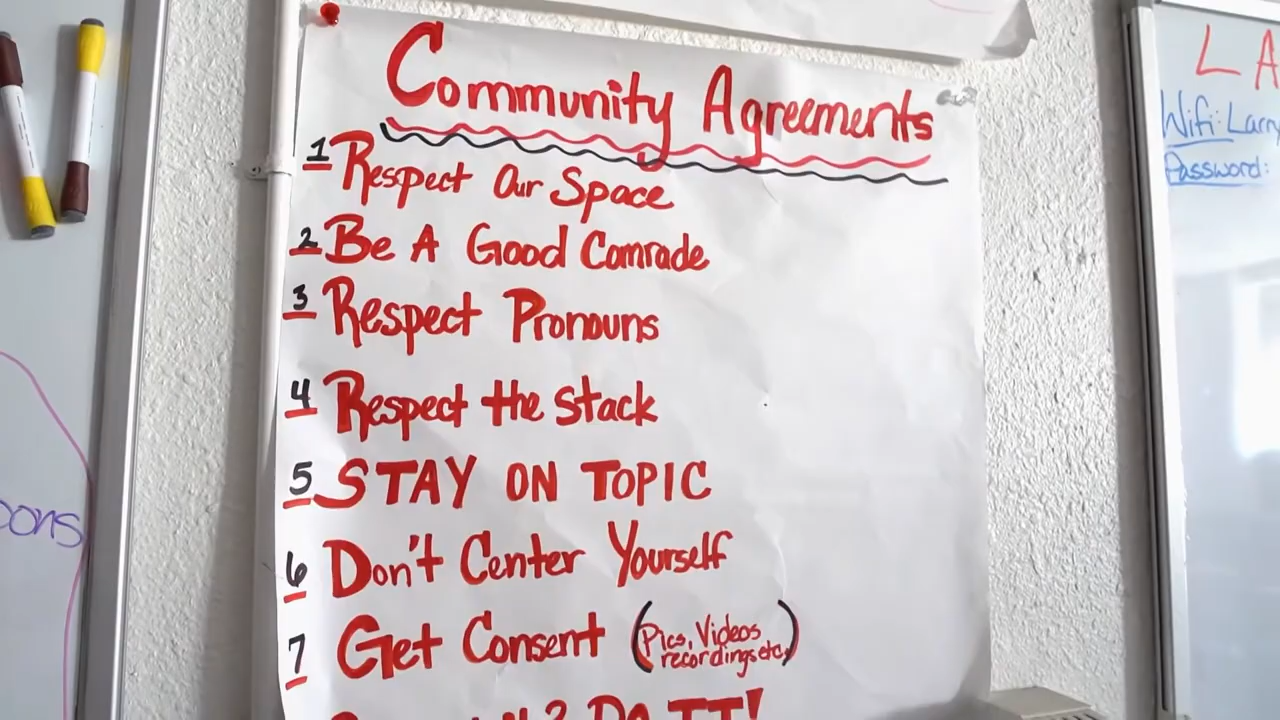 Community Agreements
1 Respect Our Space
2 Be A Good Comrade
3 Respect Pronouns
4 Respect the Stack
5 STAY ON TOPIC
6 Don't Center Yourself
7 Get Consent (Pics, Videos
recordings etc.)
DO IT!
L A
Wifi:
Password: